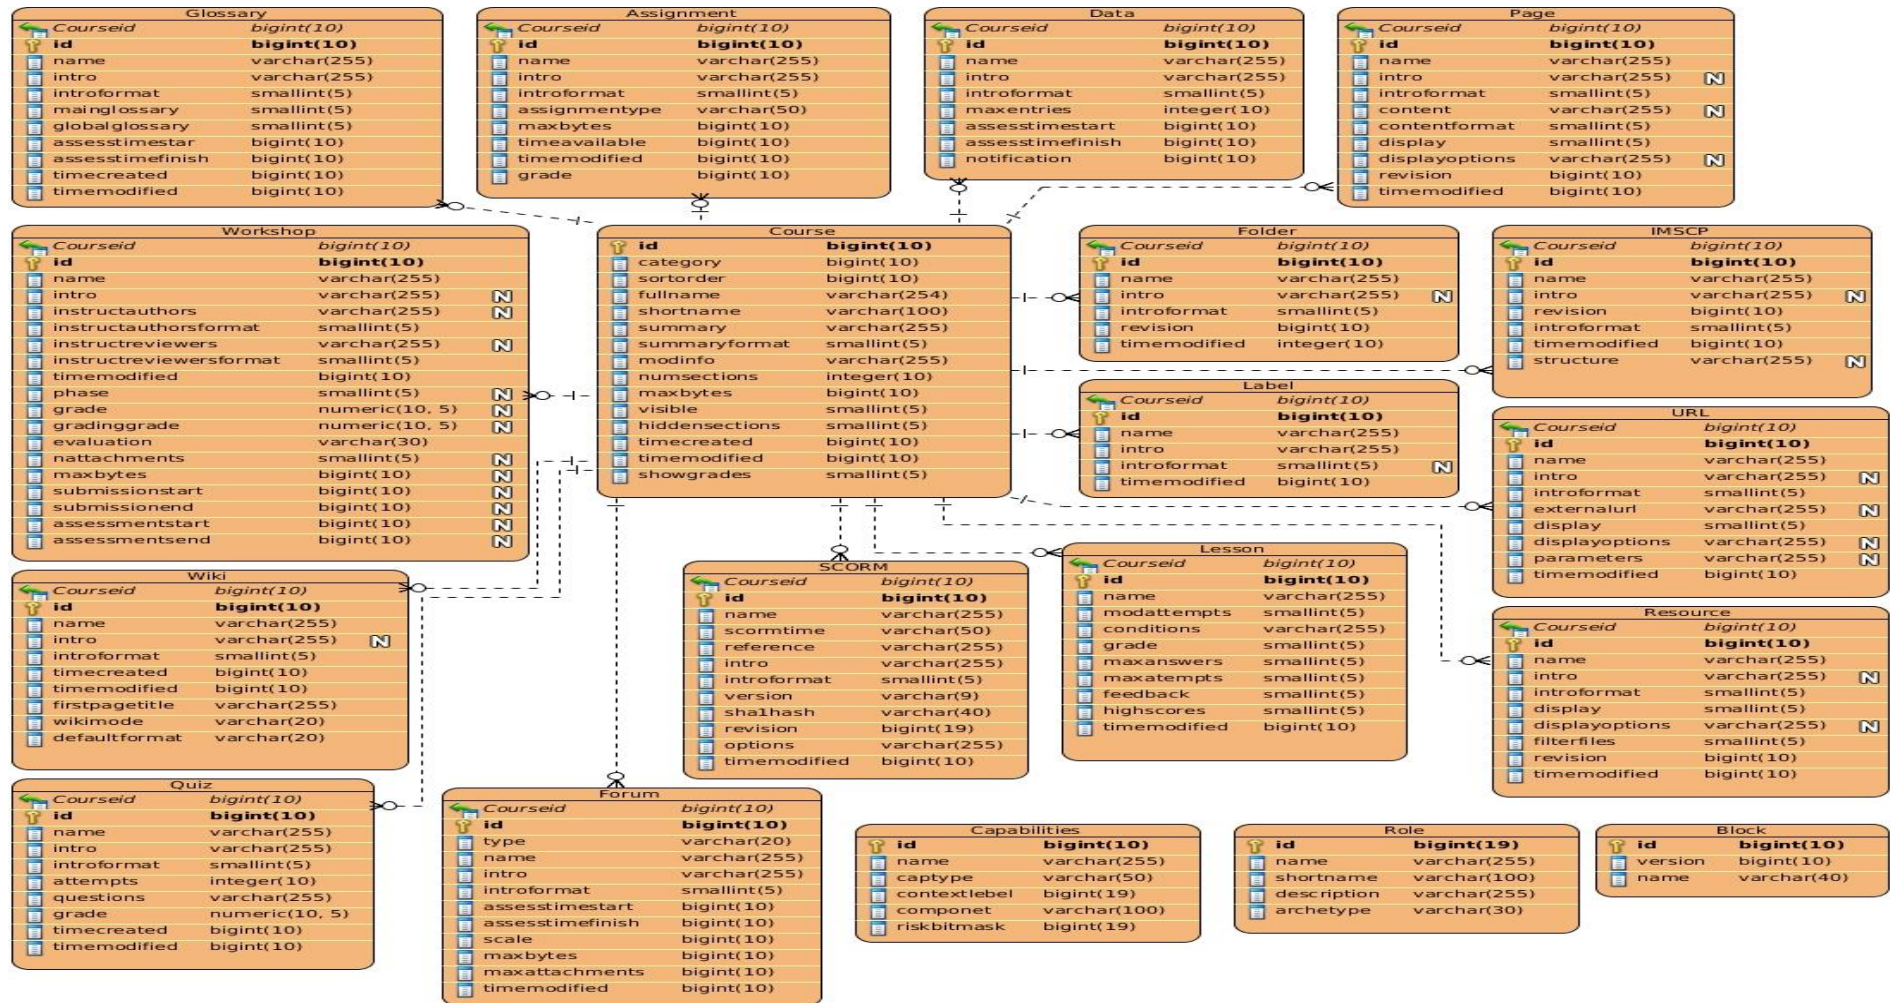 Glossary
Courseid bigint(10)
id bigint(10)
name varchar(255)
intro varchar(255)
introformat smallint(5)
mainglossary smallint(5)
globalglossary smallint(5)
assesstimestar bigint(10)
assesstimefinish bigint(10)
timecreated bigint(10)
timemodified bigint(10)
Assignment
Courseid bigint(10)
id bigint(10)
name varchar(255)
intro varchar(255)
introformat smallint(5)
assignmentype varchar(50)
maxbytes bigint(10)
timeavailable bigint(10)
timemodified bigint(10)
grade bigint(10)
Data
Courseid bigint(10)
id bigint(10)
name varchar(255)
intro varchar(255)
introformat smallint(5)
maxentries integer(10)
assesstimestart bigint(10)
assesstimefinish bigint(10)
notification bigint(10)
Page
Courseid bigint(10)
id bigint(10)
name varchar(255)
intro varchar(255) N
introformat smallint(5)
content varchar(255) N
contentformat smallint(5)
display smallint(5)
displayoptions varchar(255) N
revision bigint(10)
timemodified bigint(10)
Workshop
Courseid bigint(10)
id bigint(10)
name varchar(255)
intro varchar(255) N
instructauthors varchar(255) N
instructauthorsformat smallint(5)
instructreviewers varchar(255) N
instructreviewersformat smallint(5)
timemodified bigint(10)
phase smallint(5) N
grade numeric(10, 5) N
gradinggrade numeric(10, 5) N
evaluation varchar(30)
nattachments smallint(5) N
maxbytes bigint(10) N
submissionstart bigint(10) N
submissionend bigint(10) N
assessmentstart bigint(10) N
assessmentsend bigint(10) N
Course
id bigint(10)
category bigint(10)
sortorder bigint(10)
fullname varchar(254)
shortname varchar(100)
summary varchar(255)
summaryformat smallint(5)
modinfo varchar(255)
numsections integer(10)
maxbytes bigint(10)
visible smallint(5)
hiddensections smallint(5)
timecreated bigint(10)
timemodified bigint(10)
showgrades smallint(5)
Folder
Courseid bigint(10)
id bigint(10)
name varchar(255)
intro varchar(255) N
introformat smallint(5)
revision bigint(10)
timemodified integer(10)
IMSCP
Courseid bigint(10)
id bigint(10)
name varchar(255)
intro varchar(255) N
revision bigint(10)
introformat smallint(5)
timemodified bigint(10)
structure varchar(255) N
Label
Courseid bigint(10)
id bigint(10)
name varchar(255)
intro varchar(255)
introformat smallint(5) N
timemodified bigint(10)
URL
Courseid bigint(10)
id bigint(10)
name varchar(255)
intro varchar(255) N
introformat smallint(5)
externalurl varchar(255) N
display smallint(5)
displayoptions varchar(255) N
parameters varchar(255) N
timemodified bigint(10)
Wiki
Courseid bigint(10)
id bigint(10)
name varchar(255)
intro varchar(255) N
introformat smallint(5)
timecreated bigint(10)
timemodified bigint(10)
firstpagetitle varchar(255)
wikimode varchar(20)
defaultformat varchar(20)
SCORM
Courseid bigint(10)
id bigint(10)
name varchar(255)
scormtime varchar(50)
reference varchar(255)
intro varchar(255)
introformat smallint(5)
version varchar(9)
sha1hash varchar(40)
revision bigint(19)
options varchar(255)
timemodified bigint(10)
Lesson
Courseid bigint(10)
id bigint(10)
name varchar(255)
modattempts smallint(5)
conditions varchar(255)
grade smallint(5)
maxanswers smallint(5)
maxatempts smallint(5)
feedback smallint(5)
highscores smallint(5)
timemodified bigint(10)
Resource
Courseid bigint(10)
id bigint(10)
name varchar(255)
intro varchar(255) N
introformat smallint(5)
display smallint(5)
displayoptions varchar(255) N
filterfiles smallint(5)
revision bigint(10)
timemodified bigint(10)
Quiz
Courseid bigint(10)
id bigint(10)
name varchar(255)
intro varchar(255)
introformat smallint(5)
attempts integer(10)
questions varchar(255)
grade numeric(10, 5)
timecreated bigint(10)
timemodified bigint(10)
Forum
Courseid bigint(10)
id bigint(10)
type varchar(20)
name varchar(255)
intro varchar(255)
introformat smallint(5)
assesstimestart bigint(10)
assesstimefinish bigint(10)
scale bigint(10)
maxbytes bigint(10)
maxattachments bigint(10)
timemodified bigint(10)
Capabilities
id bigint(10)
name varchar(255)
captype varchar(50)
contextlebel bigint(19)
componet varchar(100)
riskbitmask bigint(19)
Role
id bigint(19)
name varchar(255)
shortname varchar(100)
description varchar(255)
archetype varchar(30)
Block
id bigint(10)
version bigint(10)
name varchar(40)